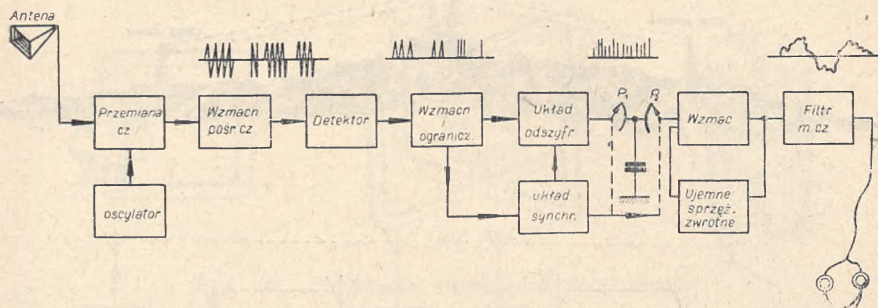 Antena
Przemiana
cz
Wzmacn
pośr. cz
Detektor
Wzmacn
i
ogranicz.
Układ
odszyfr.
P₁
P₂
Wzmac
Filtr
m. cz
oscylator
układ
synchr.
Ujemne
sprzęż.
zwrotne